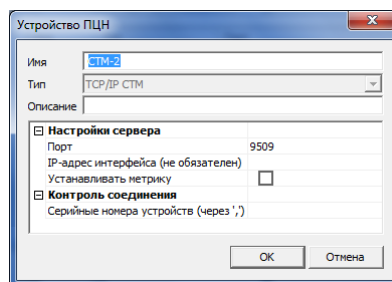 Устройство ПЦН
Имя СТМ-2
Тип TCP/IP СТМ
Описание
Настройки сервера
Порт 9509
IP-адрес интерфейса (не обязателен)
Устанавливать метрику
Контроль соединения
Серийные номера устройств (через ',')
OK Отмена